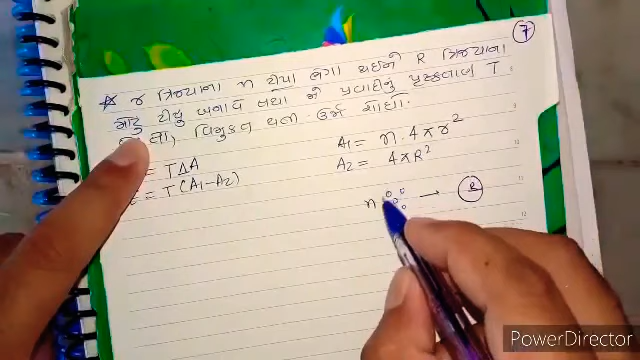 7
* r ત્રિજ્યાના n ટીપા ભેગા થઈને R ત્રિજ્યાના
મોટુ ટીપુ બનાવે તથા જો પ્રવાહીનું પૃષ્ઠતાણ T
વિમુક્ત થતી ઉર્જા શોધો.
= TΔA
= T(A₁-A₂)
A₁ = n.4πr²
A₂ = 4πR²
n → R
PowerDirector